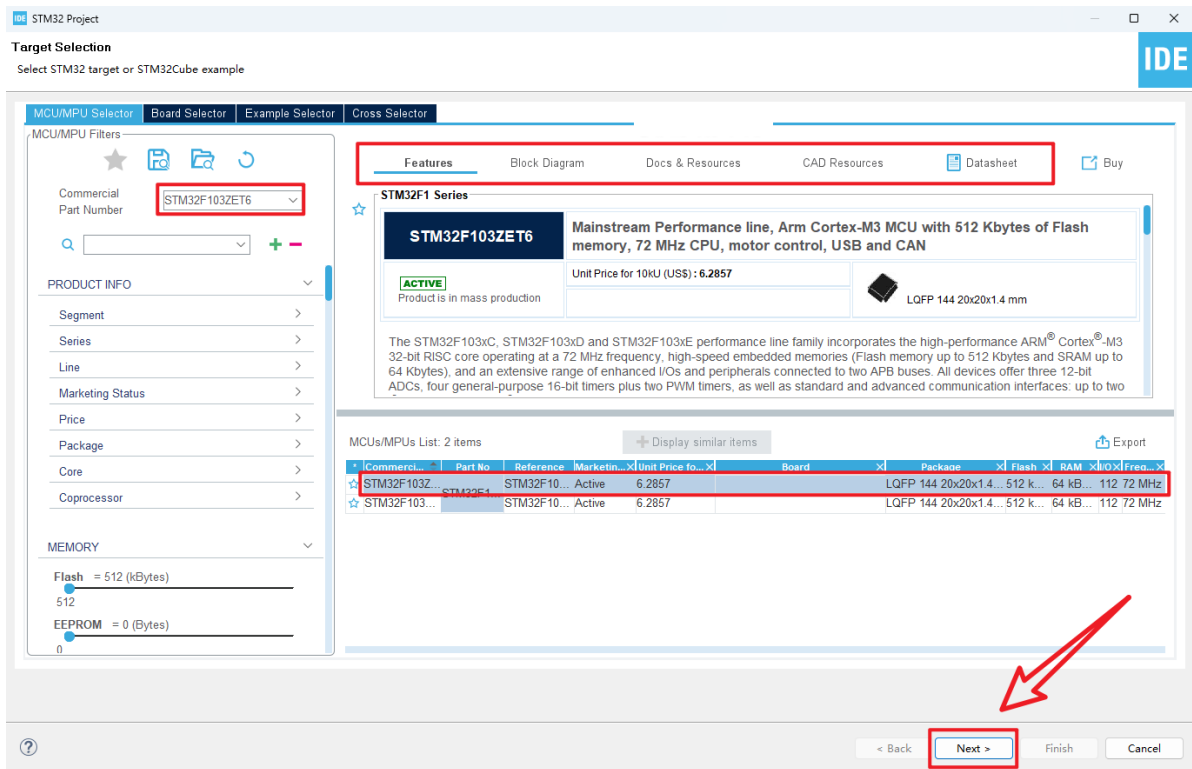 IDE STM32 Project
Target Selection
Select STM32 target or STM32Cube example
IDE
MCU/MPU Selector Board Selector Example Selector Cross Selector
MCU/MPU Filters
Commercial
Part Number
STM32F103ZET6
PRODUCT INFO
Segment
Series
Line
Marketing Status
Price
Package
Core
Coprocessor
MEMORY
Flash = 512 (kBytes)
512
EEPROM = 0 (Bytes)
0
Features Block Diagram Docs & Resources CAD Resources Datasheet Buy
STM32F1 Series
STM32F103ZET6
Mainstream Performance line, Arm Cortex-M3 MCU with 512 Kbytes of Flash
memory, 72 MHz CPU, motor control, USB and CAN
ACTIVE
Product is in mass production
Unit Price for 10kU (US$) : 6.2857
LQFP 144 20x20x1.4 mm
The STM32F103xC, STM32F103xD and STM32F103xE performance line family incorporates the high-performance ARM® Cortex®-M3
32-bit RISC core operating at a 72 MHz frequency, high-speed embedded memories (Flash memory up to 512 Kbytes and SRAM up to
64 Kbytes), and an extensive range of enhanced I/Os and peripherals connected to two APB buses. All devices offer three 12-bit
ADCs, four general-purpose 16-bit timers plus two PWM timers, as well as standard and advanced communication interfaces: up to two
MCUs/MPUs List: 2 items
Display similar items
Export
* Commerci... Part No Reference Marketin... X Unit Price fo... X Board X Package X Flash X RAM X I/O X Freq... X
STM32F103Z... STM32F1... STM32F10... Active 6.2857 LQFP 144 20x20x1.4... 512 k... 64 kB... 112 72 MHz
STM32F103... STM32F10... Active 6.2857 LQFP 144 20x20x1.4... 512 k... 64 kB... 112 72 MHz
? < Back Next > Finish Cancel